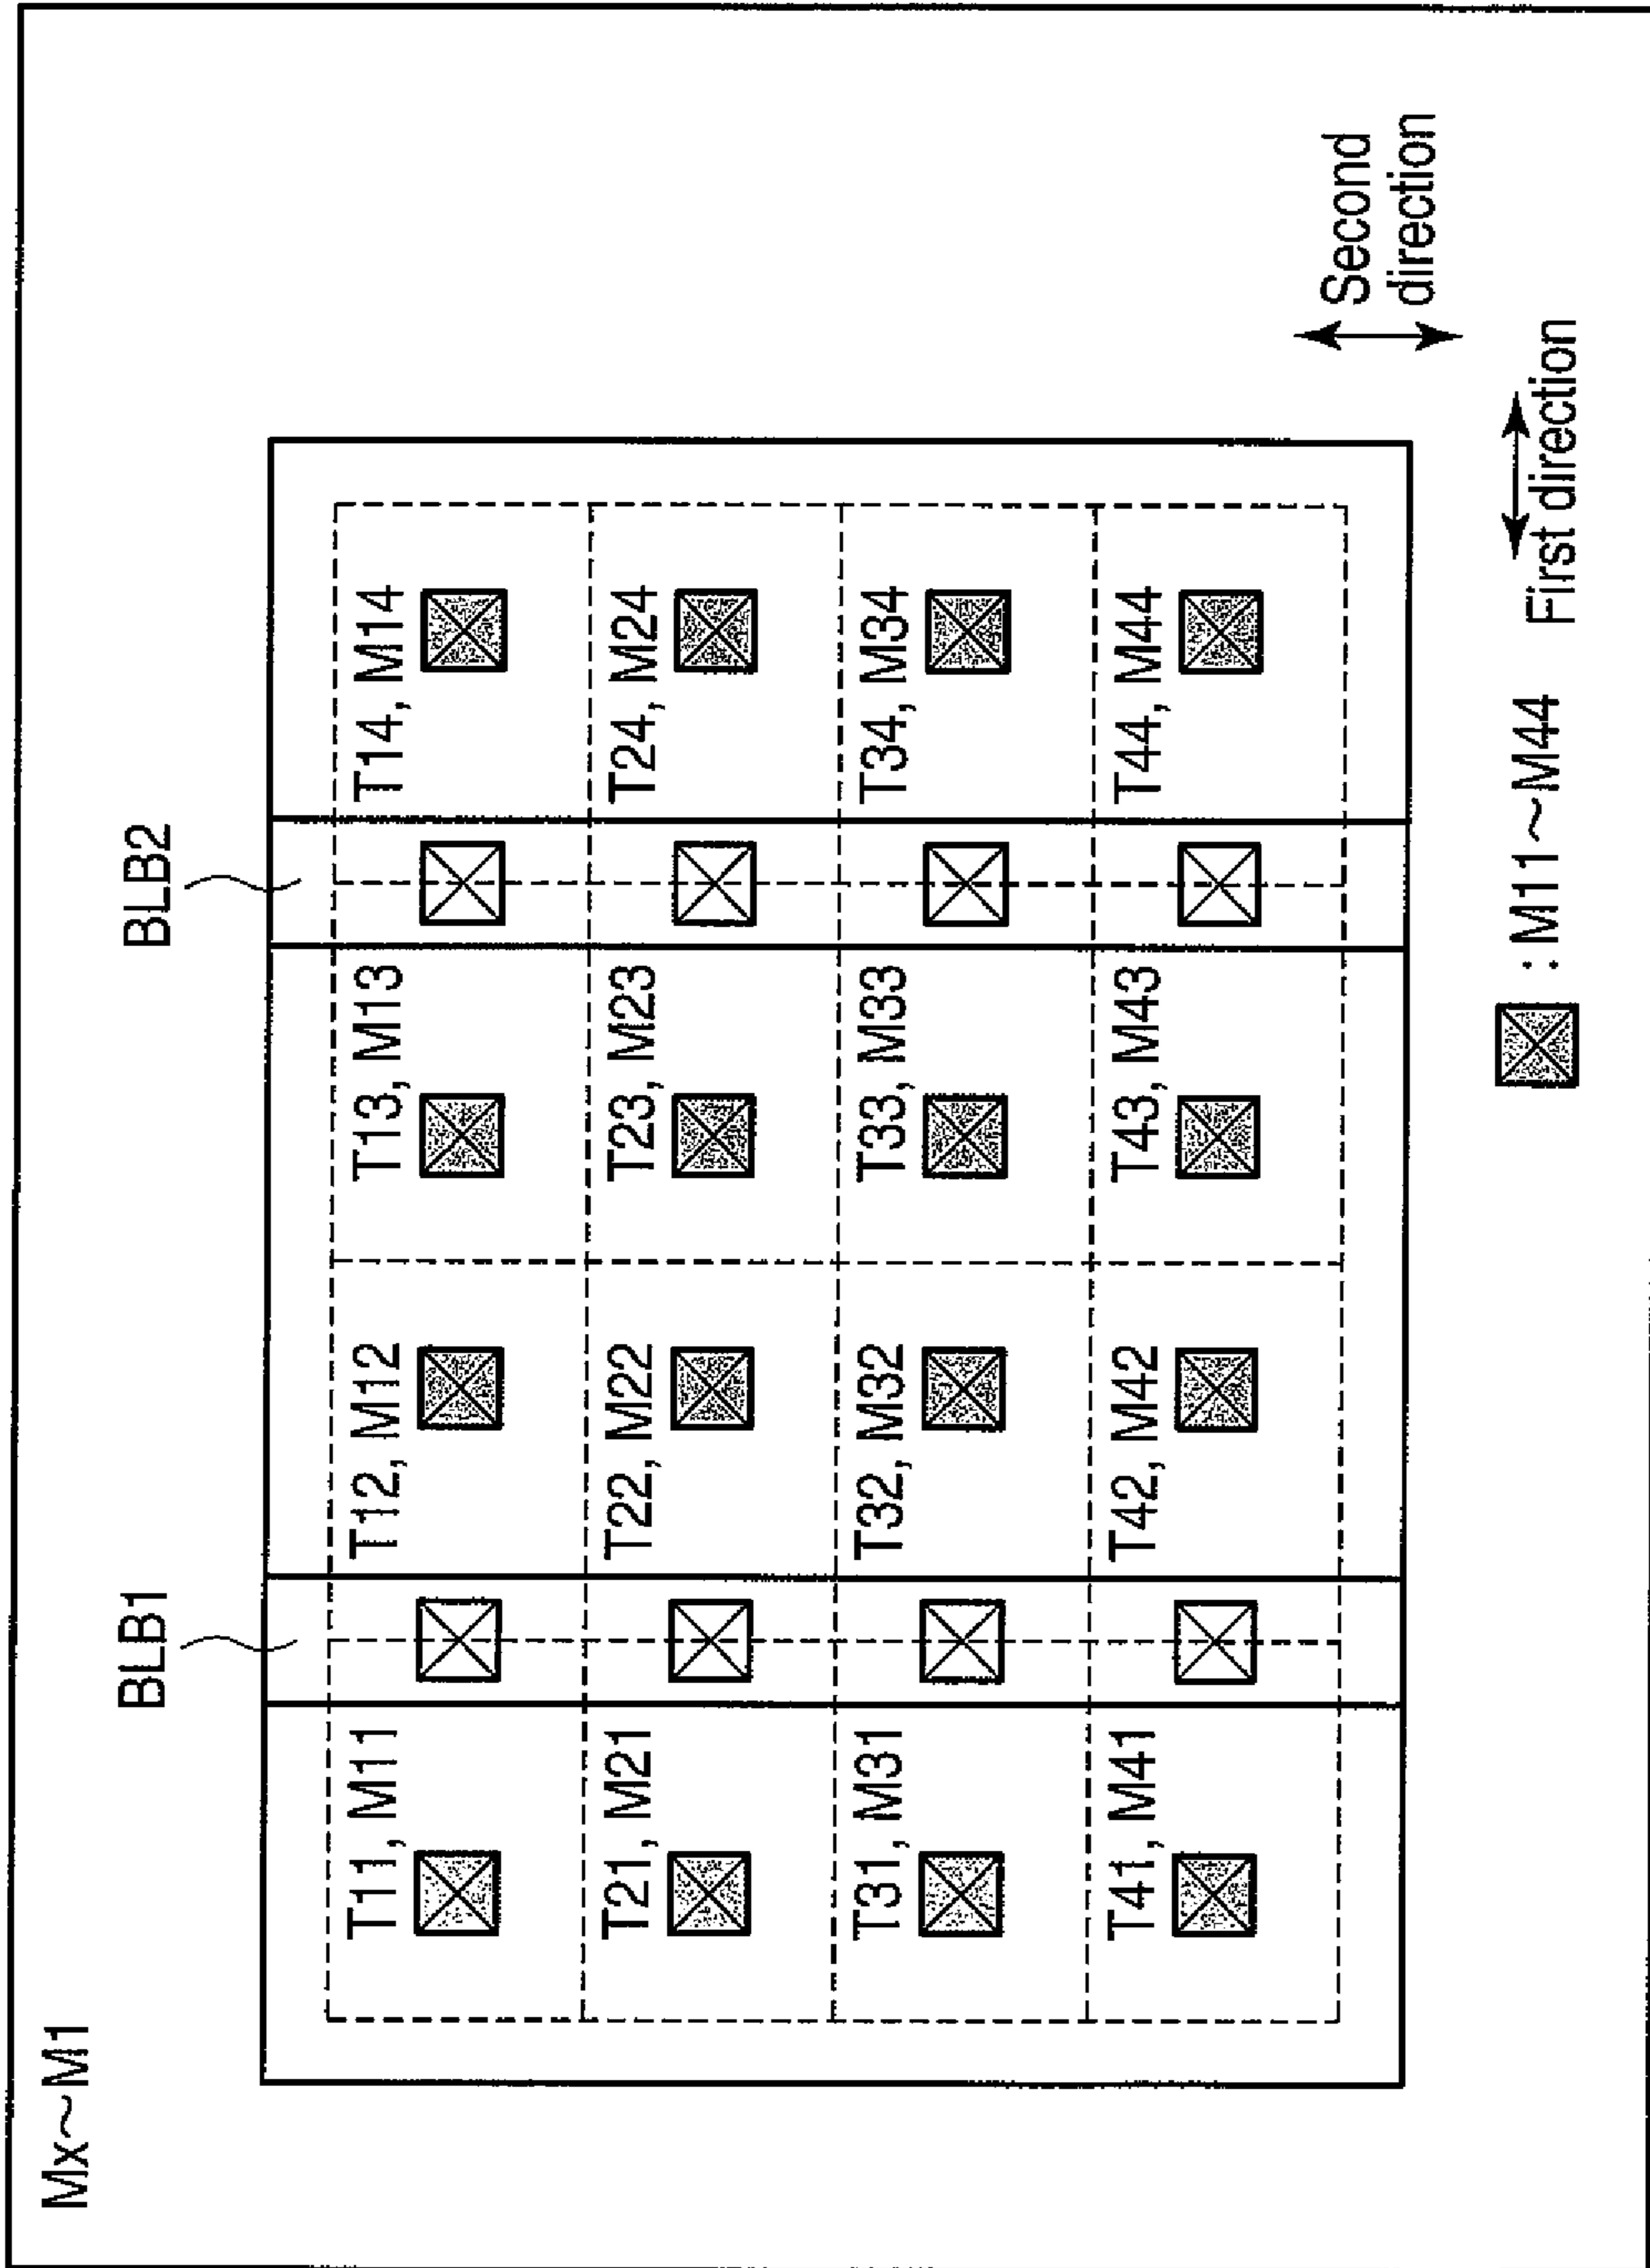 Mx~M1
BLB1
BLB2
T11, M11
T12, M12
T13, M13
T14, M14
T21, M21
T22, M22
T23, M23
T24, M24
T31, M31
T32, M32
T33, M33
T34, M34
T41, M41
T42, M42
T43, M43
T44, M44
Second
direction
: M11~M44
First direction